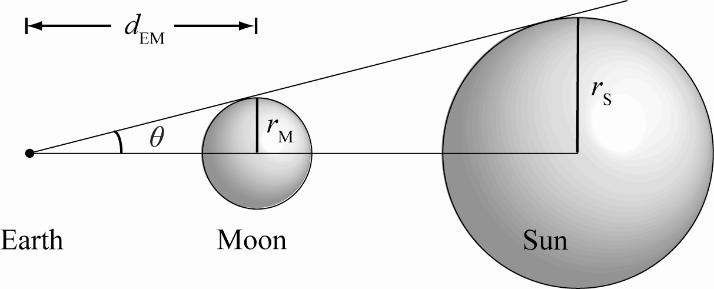 d_EM
θ
r_M
r_S
Earth
Moon
Sun